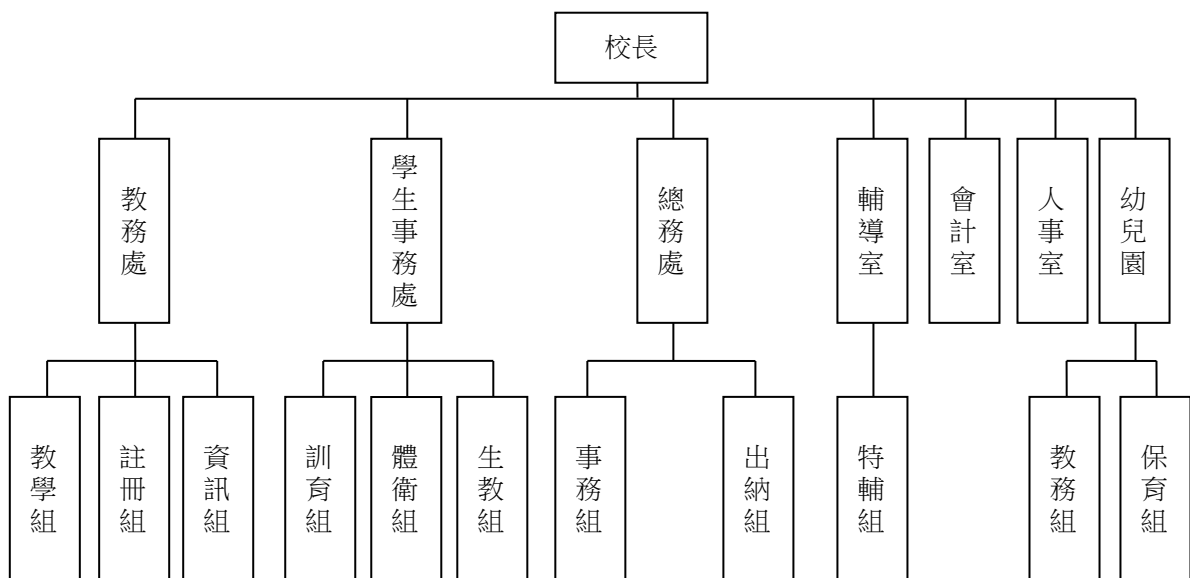 校長
教務處
學生事務處
總務處
輔導室
會計室
人事室
幼兒園
教學組
註冊組
資訊組
訓育組
體衛組
生教組
事務組
出納組
特輔組
教務組
保育組